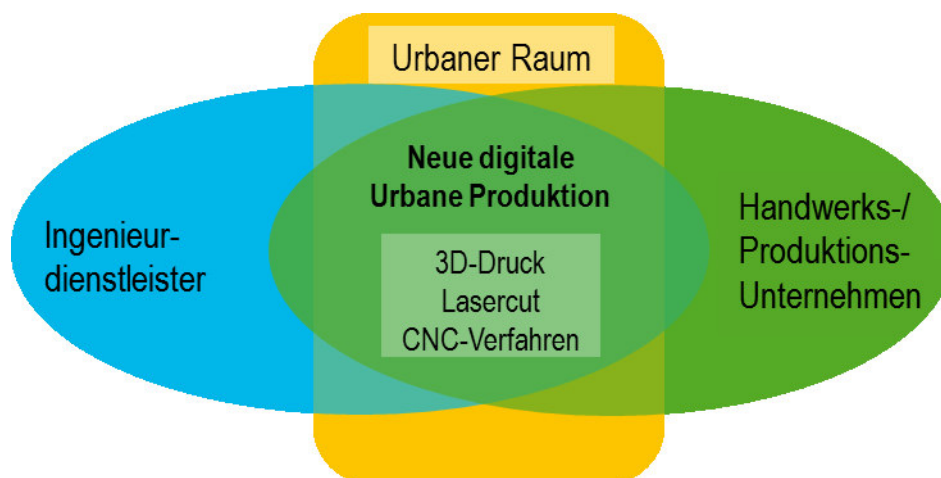 Urbaner Raum
Neue digitale
Urbane Produktion
Ingenieur-
dienstleister
3D-Druck
Lasercut
CNC-Verfahren
Handwerks-/
Produktions-
Unternehmen